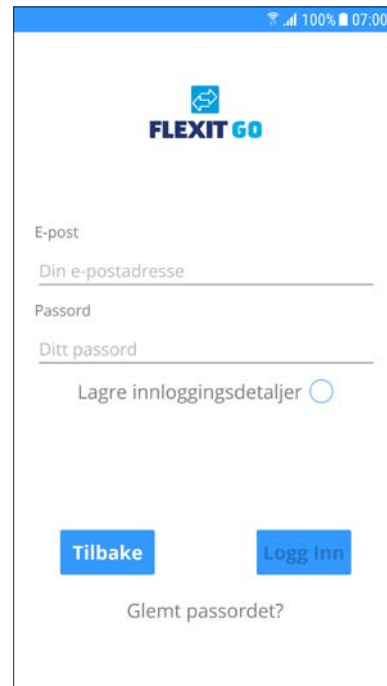 100% 07:00
FLEXIT GO
E-post
Din e-postadresse
Passord
Ditt passord
Lagre innloggingsdetaljer
Tilbake
Logg Inn
Glemt passordet?